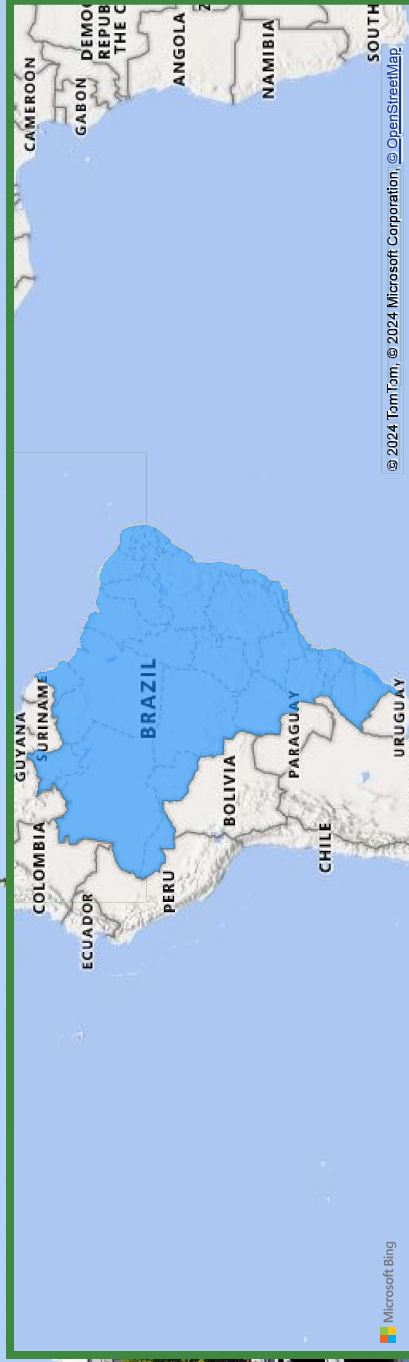 CAMEROON
GABON
DEMOC
REPUB
THE C
ANGOLA
NAMIBIA
SOUTH
GUYANA
SURINAME
COLOMBIA
BRAZIL
ECUADOR
PERU
BOLIVIA
PARAGUAY
CHILE
URUGUAY
Microsoft Bing
© 2024 TomTom, © 2024 Microsoft Corporation, © OpenStreetMap